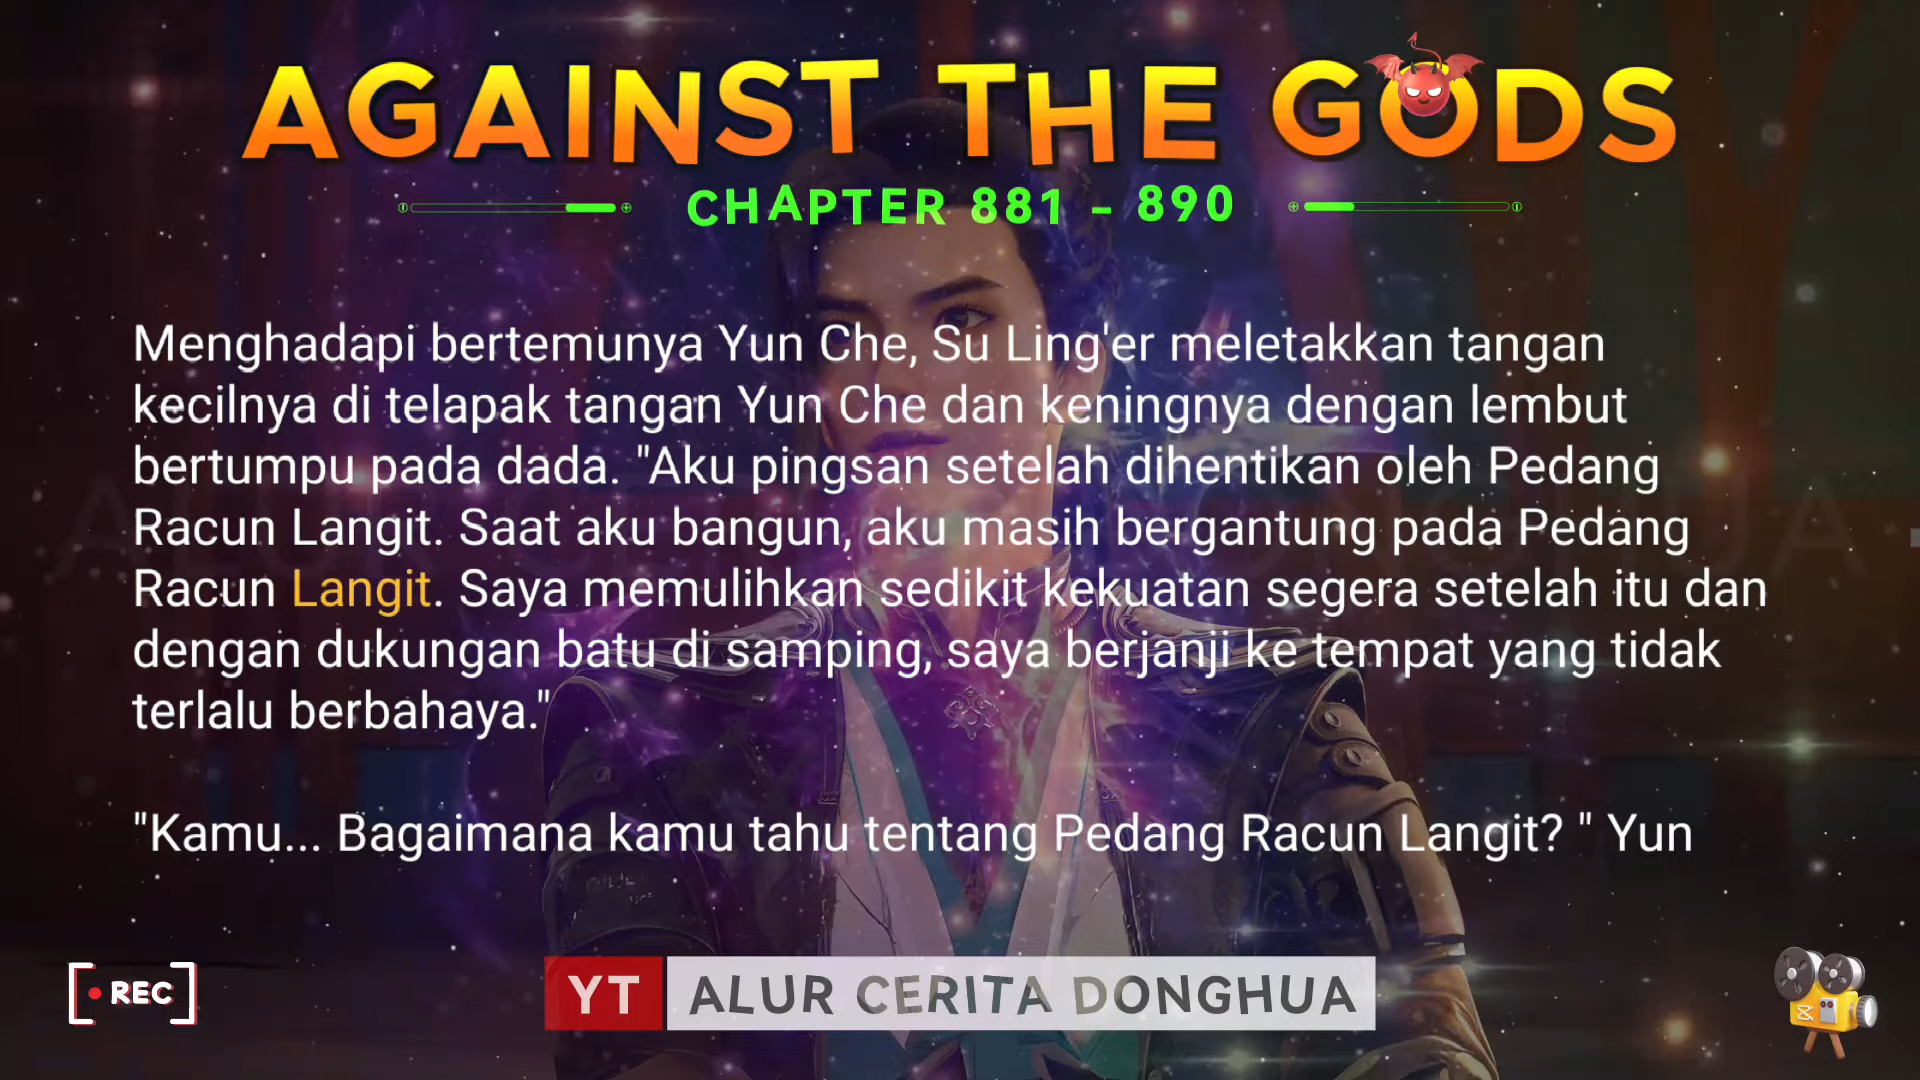 AGAINST THE GODS
CHAPTER 881 - 890
Menghadapi bertemunya Yun Che, Su Ling'er meletakkan tangan
kecilnya di telapak tangan Yun Che dan keningnya dengan lembut
bertumpu pada dada. "Aku pingsan setelah dihentikan oleh Pedang
Racun Langit. Saat aku bangun, aku masih bergantung pada Pedang
Racun Langit. Saya memulihkan sedikit kekuatan segera setelah itu dan
dengan dukungan batu di samping, saya berjanji ke tempat yang tidak
terlalu berbahaya."
"Kamu... Bagaimana kamu tahu tentang Pedang Racun Langit? " Yun
REC
YT ALUR CERITA DONGHUA